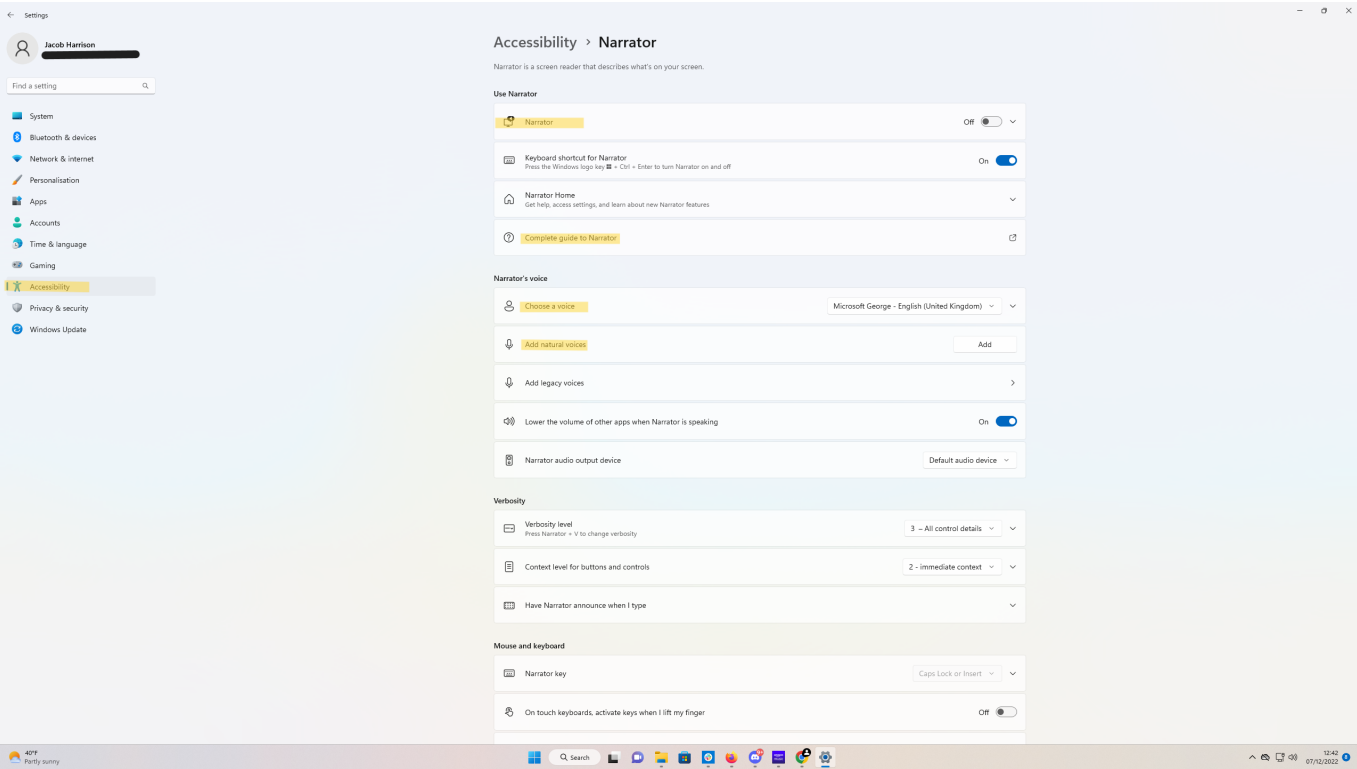 Settings
Jacob Harrison
Find a setting
System
Bluetooth & devices
Network & internet
Personalisation
Apps
Accounts
Time & language
Gaming
Accessibility
Privacy & security
Windows Update
Accessibility > Narrator
Narrator is a screen reader that describes what's on your screen.
Use Narrator
Narrator Off
Keyboard shortcut for Narrator On
Press the Windows logo key + Ctrl + Enter to turn Narrator on and off
Narrator Home
Get help, access settings, and learn about new Narrator features
Complete guide to Narrator
Narrator's voice
Choose a voice Microsoft George - English (United Kingdom)
Add natural voices Add
Add legacy voices
Lower the volume of other apps when Narrator is speaking On
Narrator audio output device Default audio device
Verbosity
Verbosity level 3 - All control details
Press Narrator + V to change verbosity
Context level for buttons and controls 2 - immediate context
Have Narrator announce when I type
Mouse and keyboard
Narrator key Caps Lock or Insert
On touch keyboards, activate keys when I lift my finger Off
40°F
Partly sunny
Search
12:42
07/12/2022